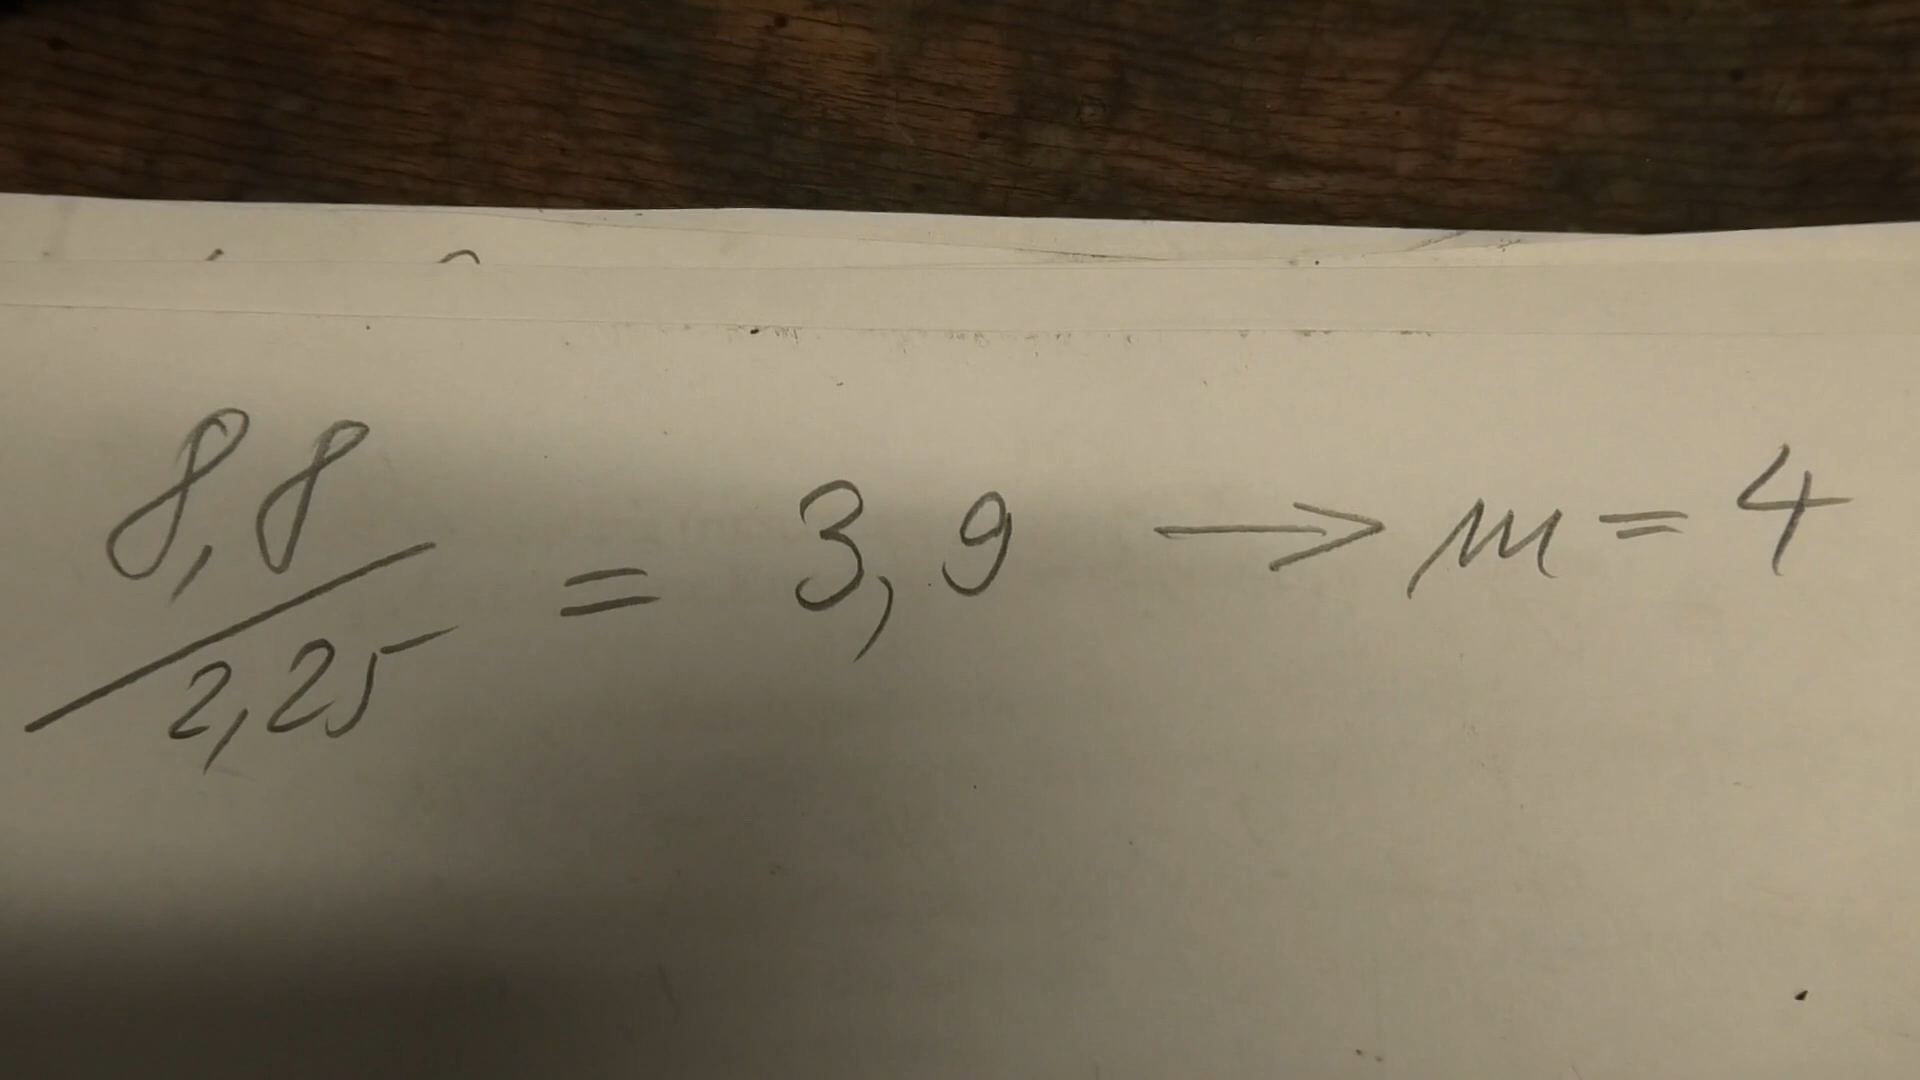 8,8/2,25 = 3,9 → m = 4